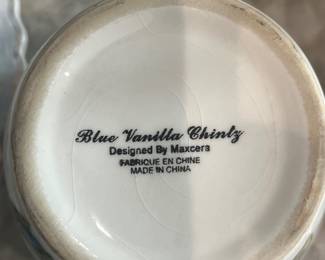 Blue Vanilla Chintz
Designed By Maxcera
FABRIQUE EN CHINE
MADE IN CHINA